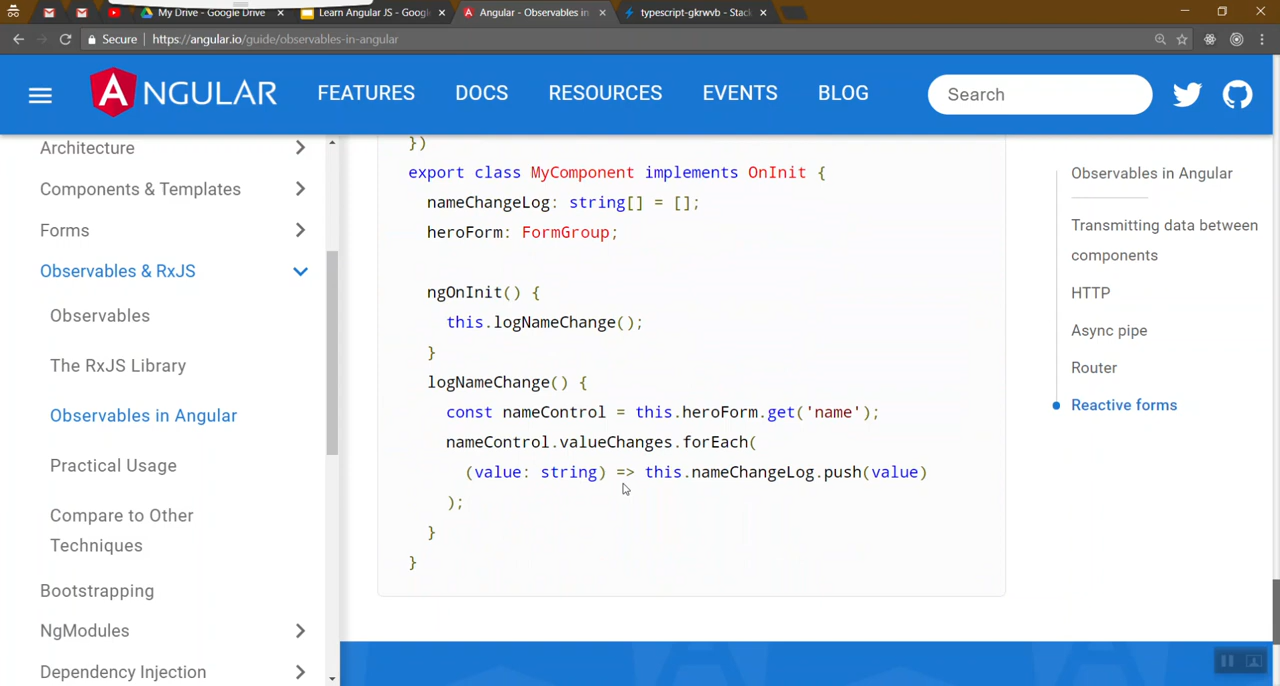 My Drive - Google Drive
Learn Angular JS - Googl
Angular - Observables in
typescript-gkrwvb - Stac
Secure
https://angular.io/guide/observables-in-angular
A NGULAR
FEATURES
DOCS
RESOURCES
EVENTS
BLOG
Search
Architecture
Components & Templates
Forms
Observables & RxJS
Observables
The RxJS Library
Observables in Angular
Practical Usage
Compare to Other
Techniques
Bootstrapping
NgModules
Dependency Injection
})
export class MyComponent implements OnInit {
nameChangeLog: string[] = [];
heroForm: FormGroup;
ngOnInit() {
this.logNameChange();
}
logNameChange() {
const nameControl = this.heroForm.get('name');
nameControl.valueChanges.forEach(
(value: string) => this.nameChangeLog.push(value)
);
}
}
Observables in Angular
Transmitting data between
components
HTTP
Async pipe
Router
Reactive forms